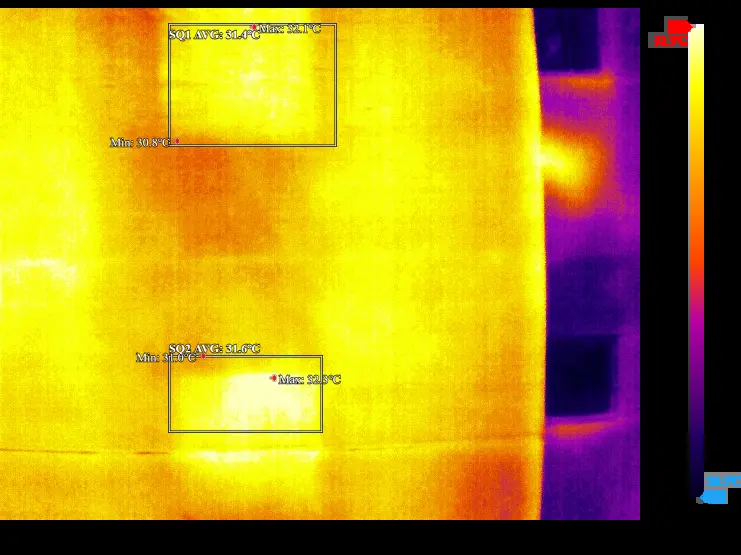 Max: 32.1°C
SQ1 AVG: 31.4°C
Min: 30.8°C
SQ2 AVG: 31.6°C
Min: 31.0°C
Max: 32.3°C